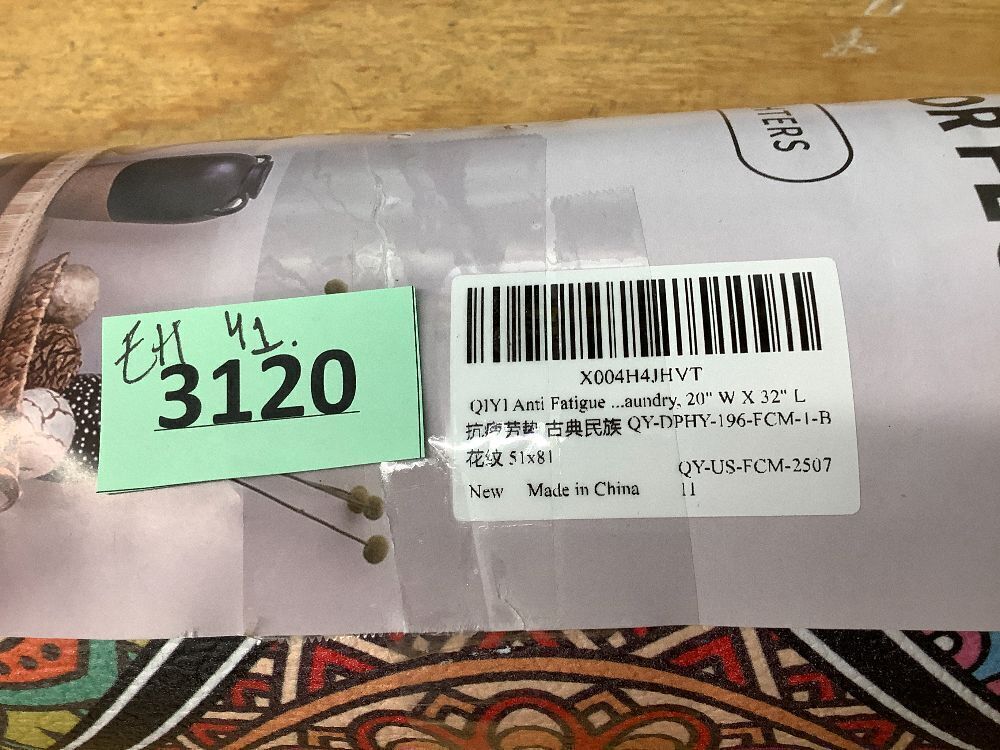 EH 41.
3120
TERS
OR
X004H4JHVT
QIYI Anti Fatigue ...aundry, 20" W X 32" L
抗疲劳垫 古典民族 QY-DPHY-196-FCM-1-B
花纹 51x81
QY-US-FCM-2507
New Made in China 11